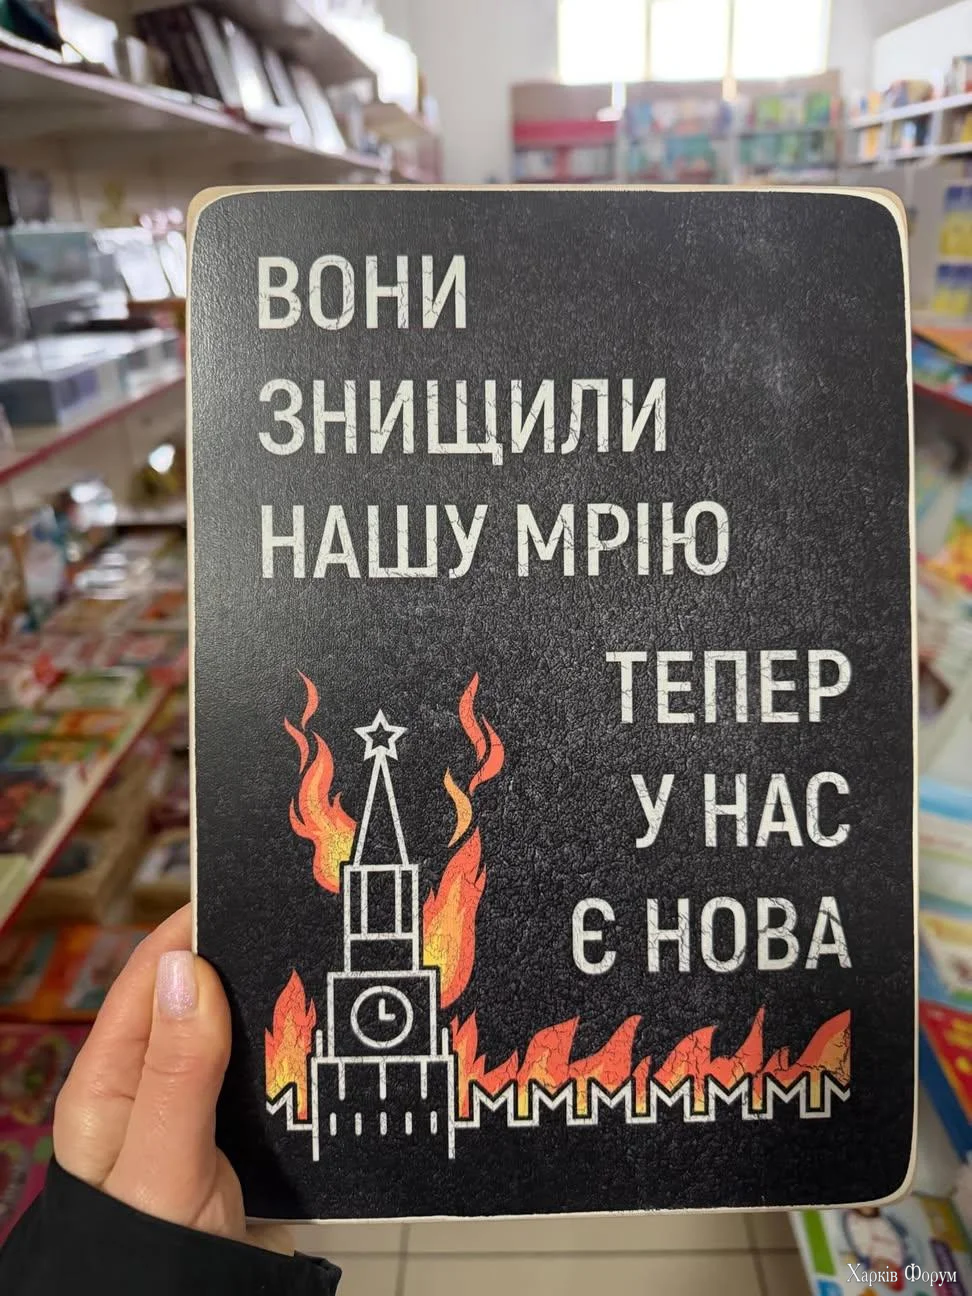 ВОНИ
ЗНИЩИЛИ
НАШУ МРІЮ
ТЕПЕР
У НАС
Є НОВА
Харків Форум